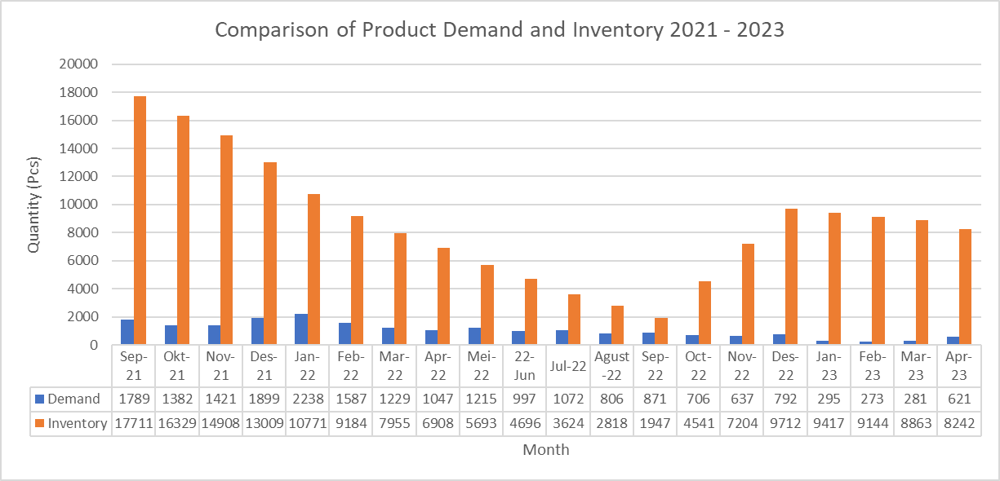 Comparison of Product Demand and Inventory 2021 - 2023
20000
18000
16000
14000
12000
10000
8000
6000
4000
2000
0
Quantity (Pcs)
Sep- Okt- Nov- Des- Jan- Feb- Mar- Apr- Mei- 22- Jul-22 Agust Sep- Oct- Nov- Des- Jan- Feb- Mar- Apr-
21 21 21 21 22 22 22 22 22 Jun -22 22 22 22 22 23 23 23 23
Demand 1789 1382 1421 1899 2238 1587 1229 1047 1215 997 1072 806 871 706 637 792 295 273 281 621
Inventory 17711 16329 14908 13009 10771 9184 7955 6908 5693 4696 3624 2818 1947 4541 7204 9712 9417 9144 8863 8242
Month